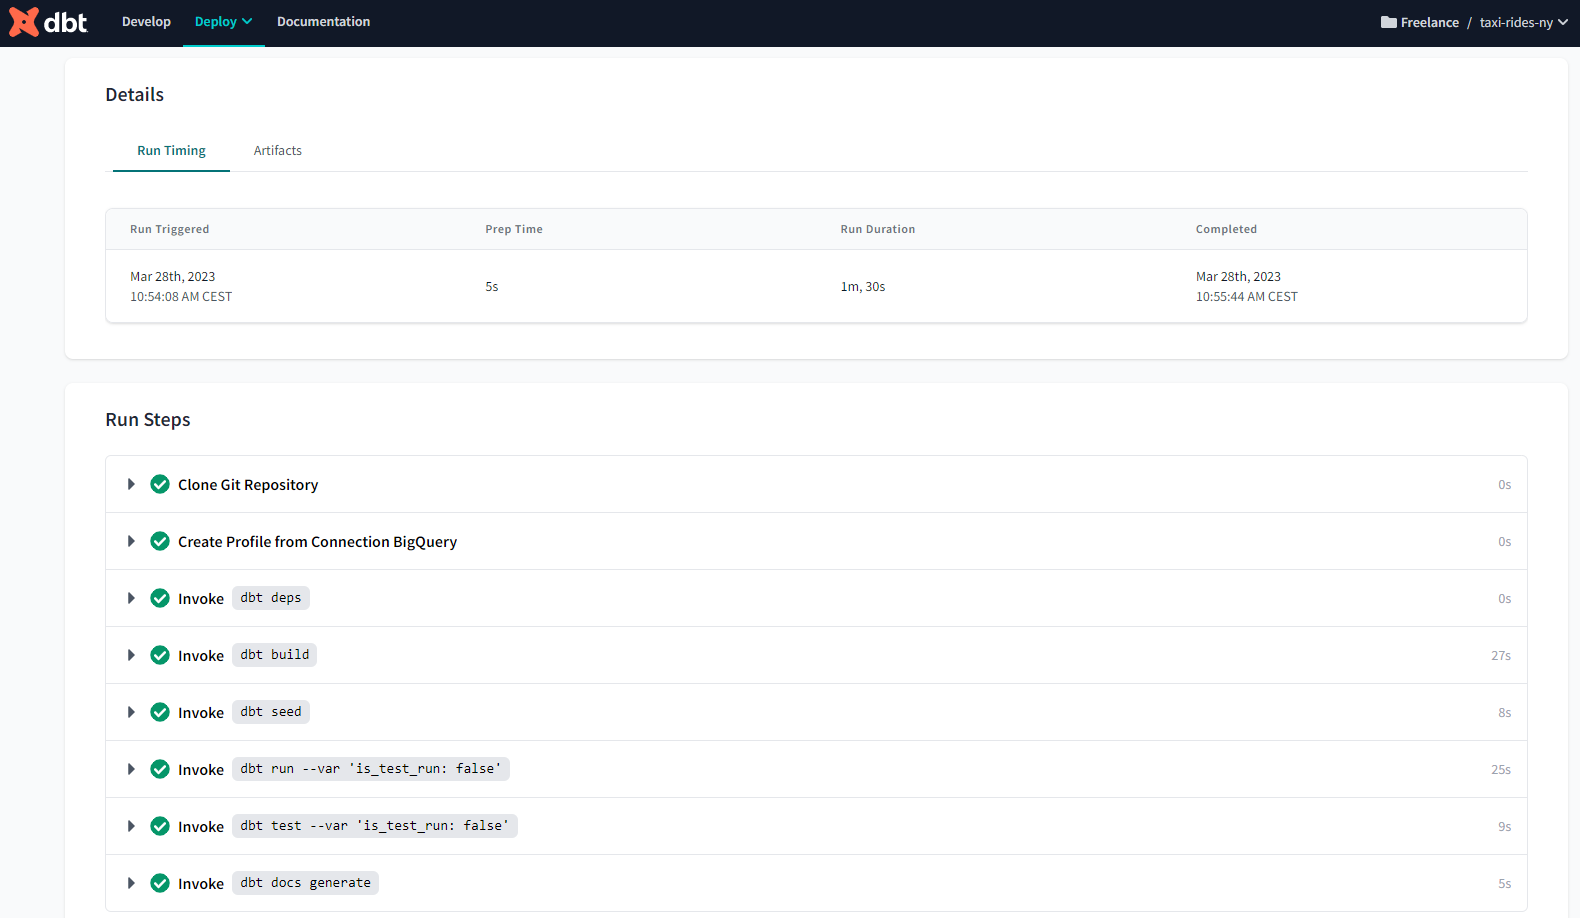 dbt Develop Deploy Documentation Freelance / taxi-rides-ny
Details
Run Timing Artifacts
Run Triggered Prep Time Run Duration Completed
Mar 28th, 2023 Mar 28th, 2023
5s 1m, 30s
10:54:08 AM CEST 10:55:44 AM CEST
Run Steps
Clone Git Repository 0s
Create Profile from Connection BigQuery 0s
Invoke dbt deps 0s
Invoke dbt build 27s
Invoke dbt seed 8s
Invoke dbt run --var 'is_test_run: false' 25s
Invoke dbt test --var 'is_test_run: false' 9s
Invoke dbt docs generate 5s